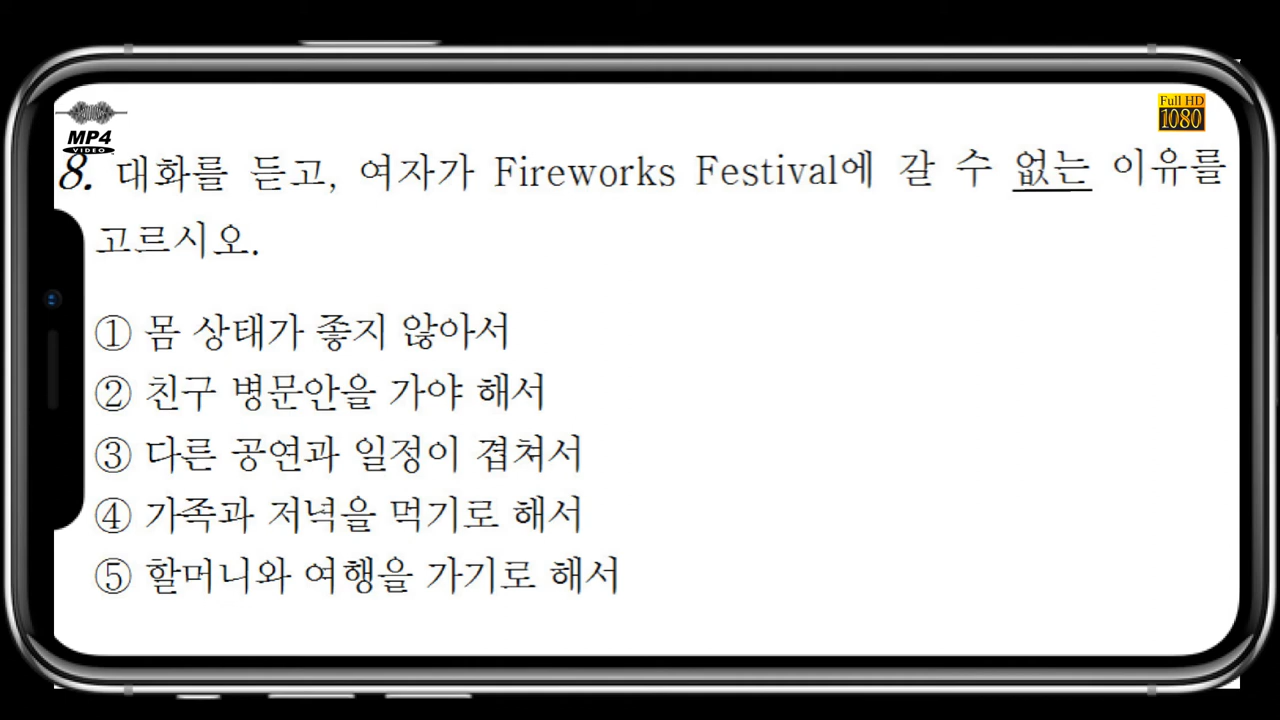 Full HD
1080
MP4
VIDEO
8. 대화를 듣고, 여자가 Fireworks Festival에 갈 수 없는 이유를
고르시오.
① 몸 상태가 좋지 않아서
② 친구 병문안을 가야 해서
③ 다른 공연과 일정이 겹쳐서
④ 가족과 저녁을 먹기로 해서
⑤ 할머니와 여행을 가기로 해서